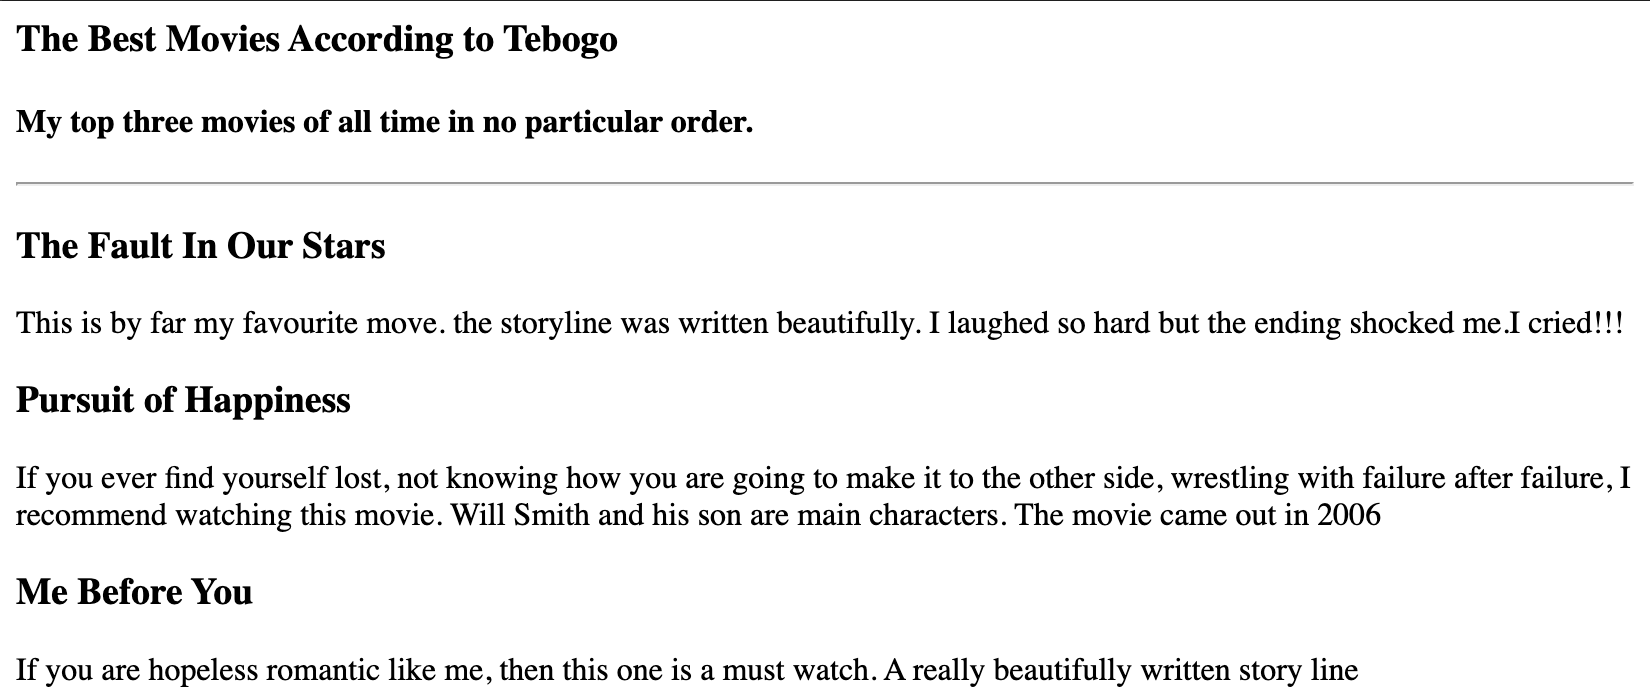 The Best Movies According to Tebogo
My top three movies of all time in no particular order.
The Fault In Our Stars
This is by far my favourite move. the storyline was written beautifully. I laughed so hard but the ending shocked me.I cried!!!
Pursuit of Happiness
If you ever find yourself lost, not knowing how you are going to make it to the other side, wrestling with failure after failure, I
recommend watching this movie. Will Smith and his son are main characters. The movie came out in 2006
Me Before You
If you are hopeless romantic like me, then this one is a must watch. A really beautifully written story line